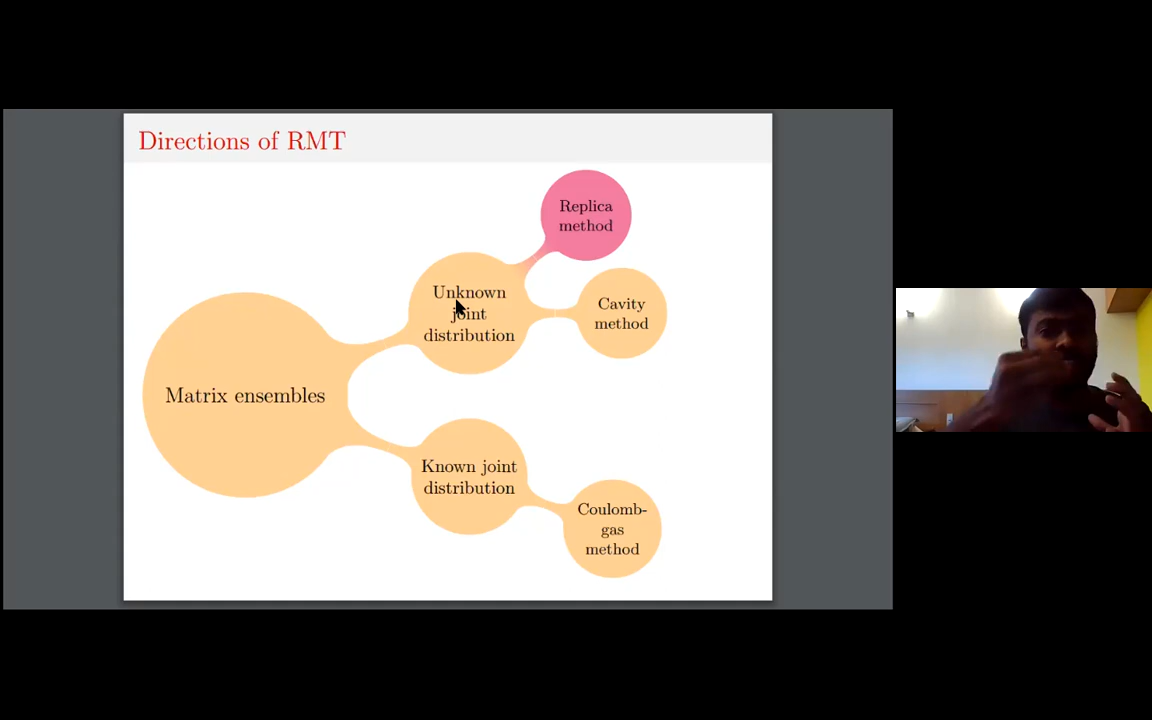 Directions of RMT
Replica
method
Unknown
joint
distribution
Cavity
method
Matrix ensembles
Known joint
distribution
Coulomb-
gas
method